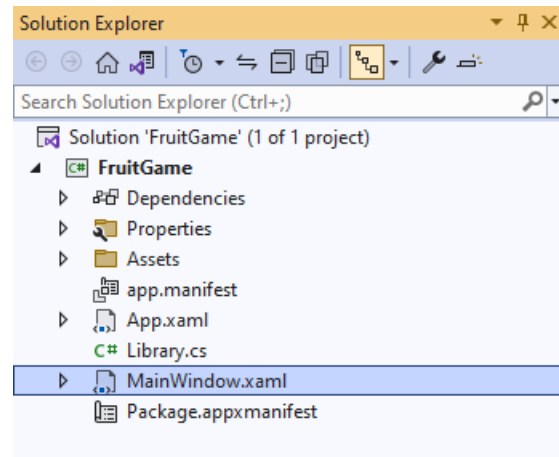 Solution Explorer
Search Solution Explorer (Ctrl+;)
Solution 'FruitGame' (1 of 1 project)
C# FruitGame
Dependencies
Properties
Assets
app.manifest
App.xaml
C# Library.cs
MainWindow.xaml
Package.appxmanifest